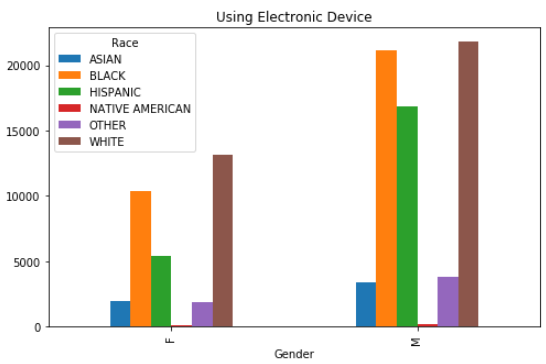 Using Electronic Device
Race
ASIAN
BLACK
HISPANIC
NATIVE AMERICAN
OTHER
WHITE
20000
15000
10000
5000
0
F
M
Gender